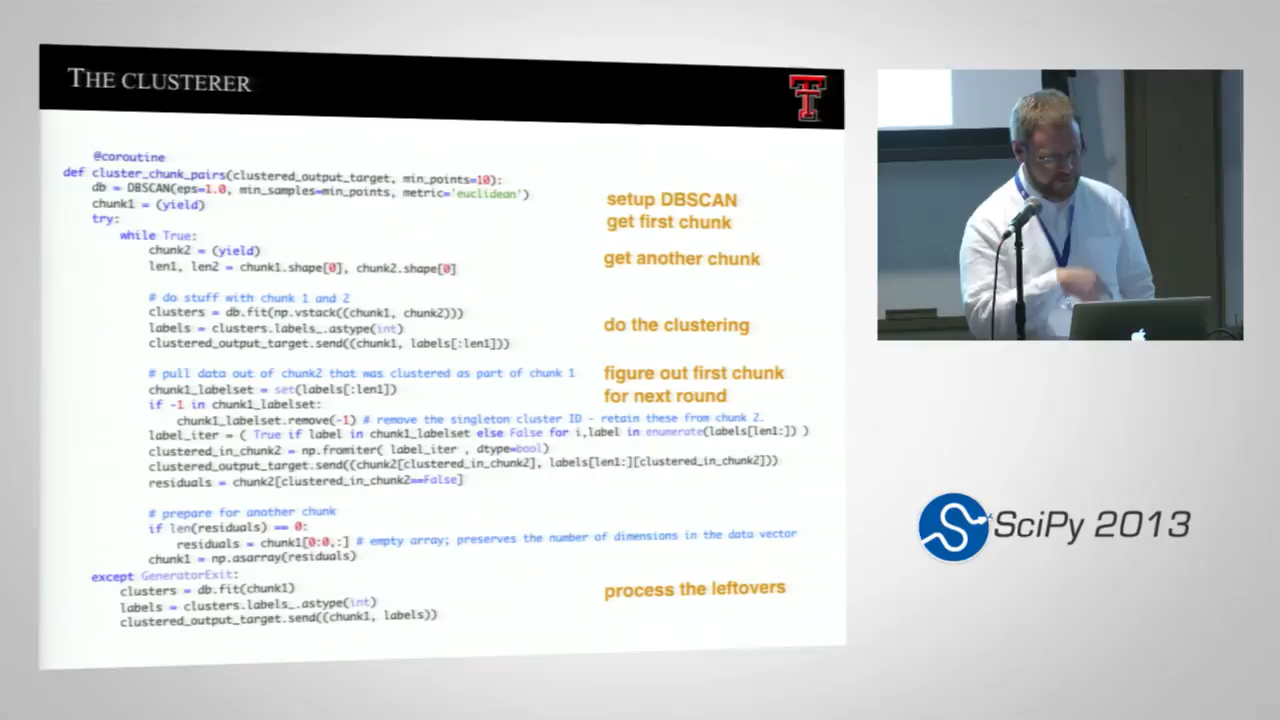 THE CLUSTERER
@coroutine
def cluster_chunk_pairs(clustered_output_target, min_points=10):
db = DBSCAN(eps=1.0, min_samples=min_points, metric='euclidean')
setup DBSCAN
chunk1 = (yield)
get first chunk
try:
while True:
chunk2 = (yield)
get another chunk
len1, len2 = chunk1.shape[0], chunk2.shape[0]
# do stuff with chunk 1 and 2
clusters = db.fit(np.vstack((chunk1, chunk2)))
do the clustering
labels = clusters.labels_.astype(int)
clustered_output_target.send((chunk1, labels[:len1]))
# pull data out of chunk2 that was clustered as part of chunk 1
figure out first chunk
chunk1_labelset = set(labels[:len1])
for next round
if -1 in chunk1_labelset:
chunk1_labelset.remove(-1) # remove the singleton cluster ID - retain these from chunk 2.
label_iter = ( True if label in chunk1_labelset else False for i,label in enumerate(labels[len1:]) )
clustered_in_chunk2 = np.fromiter( label_iter , dtype=bool)
clustered_output_target.send((chunk2[clustered_in_chunk2], labels[len1:][clustered_in_chunk2]))
residuals = chunk2[clustered_in_chunk2==False]
# prepare for another chunk
if len(residuals) == 0:
residuals = chunk1[0:0,:] # empty array; preserves the number of dimensions in the data vector
chunk1 = np.asarray(residuals)
except GeneratorExit:
clusters = db.fit(chunk1)
process the leftovers
labels = clusters.labels_.astype(int)
clustered_output_target.send((chunk1, labels))
SciPy 2013